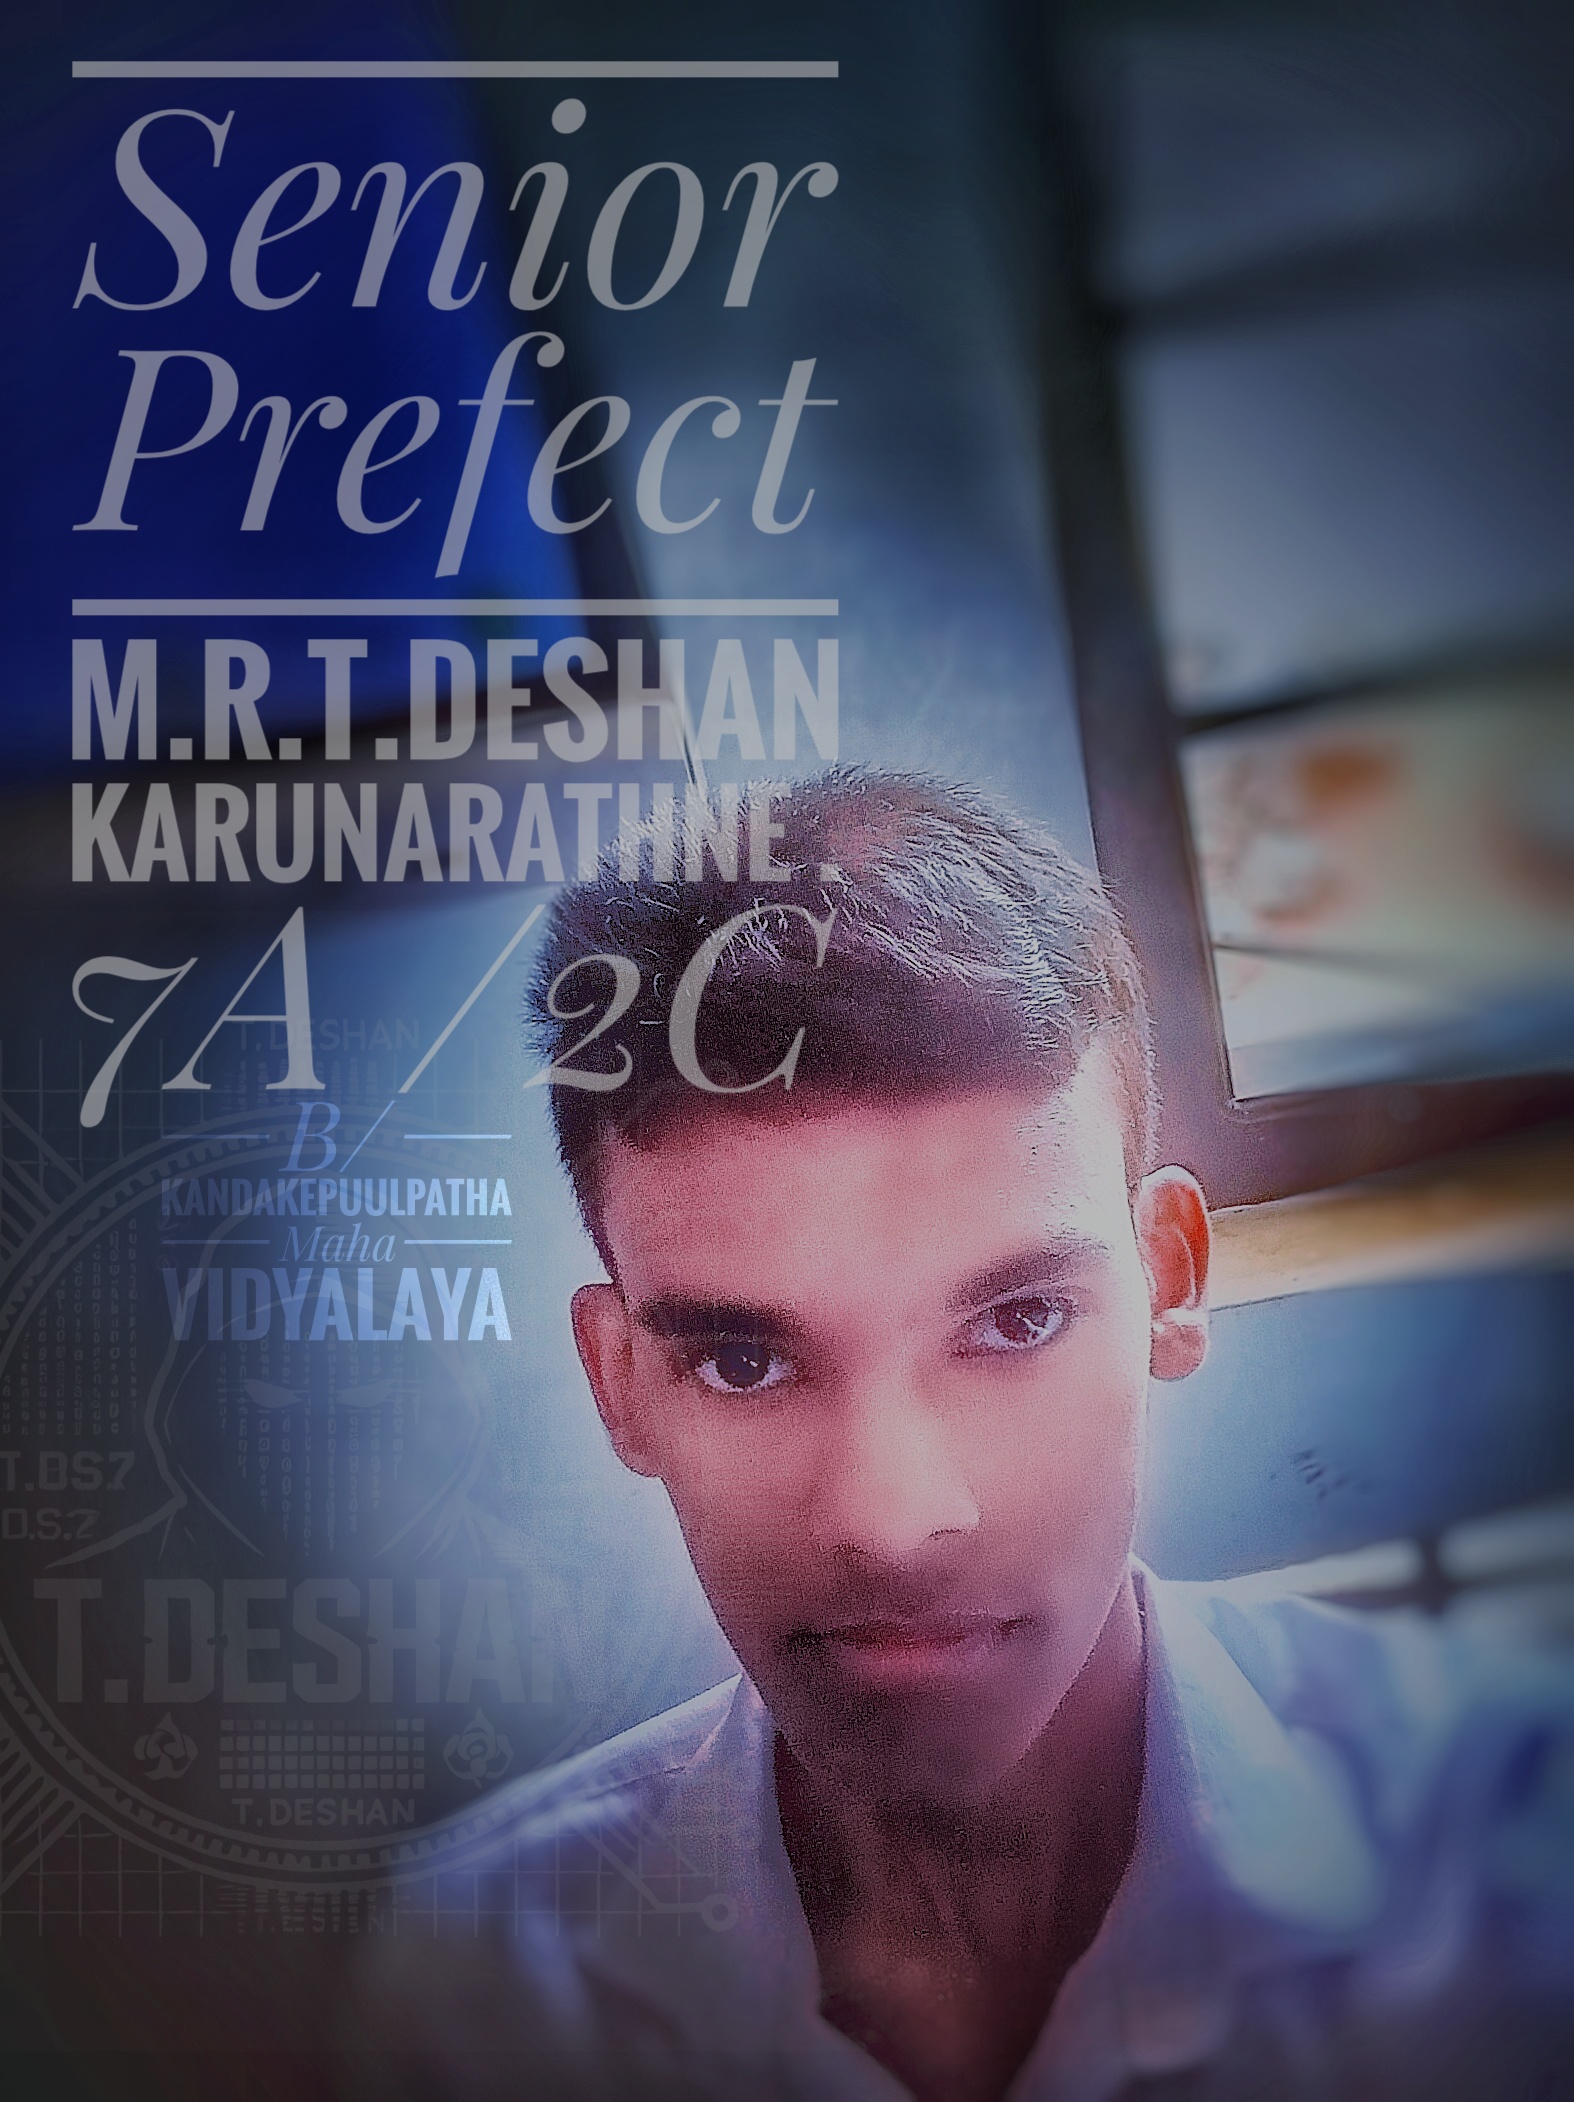 Senior
Prefect
M.R.T.DESHAN
KARUNARATHNE .
7A /2C
T.DESHAN
B/
KANDAKEPUULPATHA
Maha
VIDYALAYA
T.DS7
D.S.7
T.DESHAN
T.DESHAN